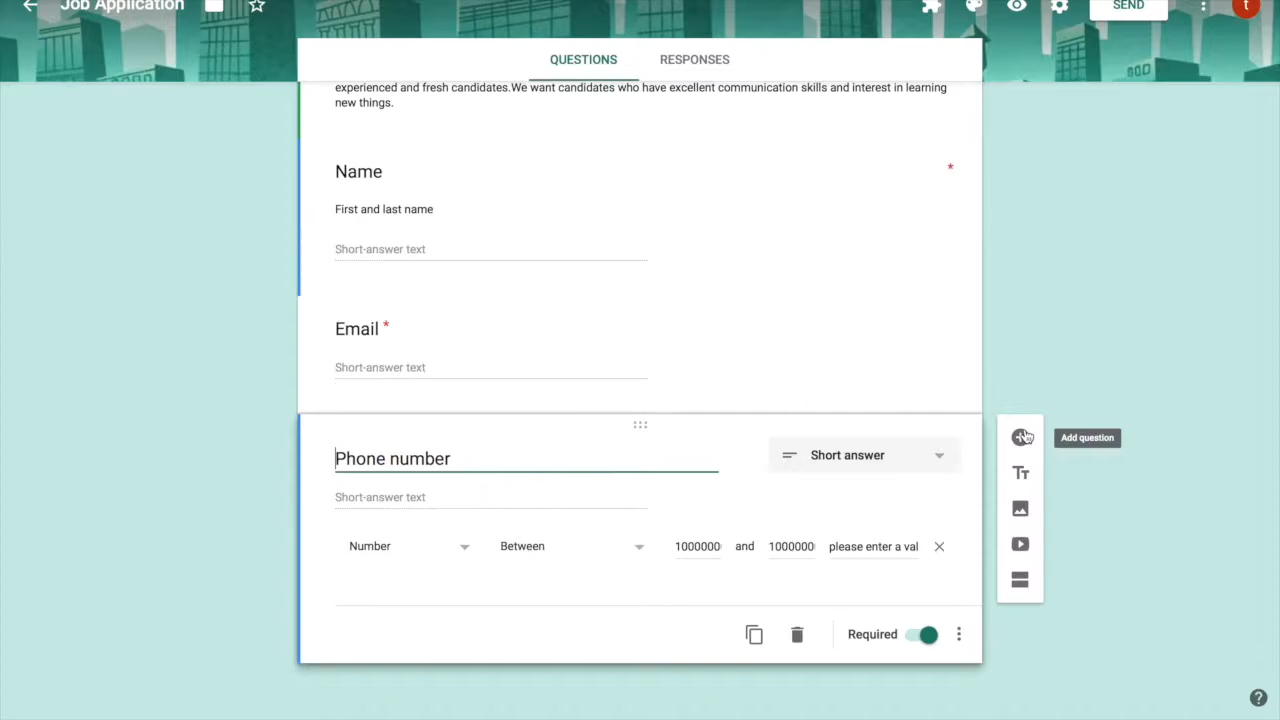 Job Application
SEND
t
QUESTIONS
RESPONSES
experienced and fresh candidates.We want candidates who have excellent communication skills and interest in learning
new things.
Name
*
First and last name
Short-answer text
Email *
Short-answer text
Phone number
Short answer
Add question
Tт
Short-answer text
Number
Between
1000000
and
1000000
please enter a val
Required
?